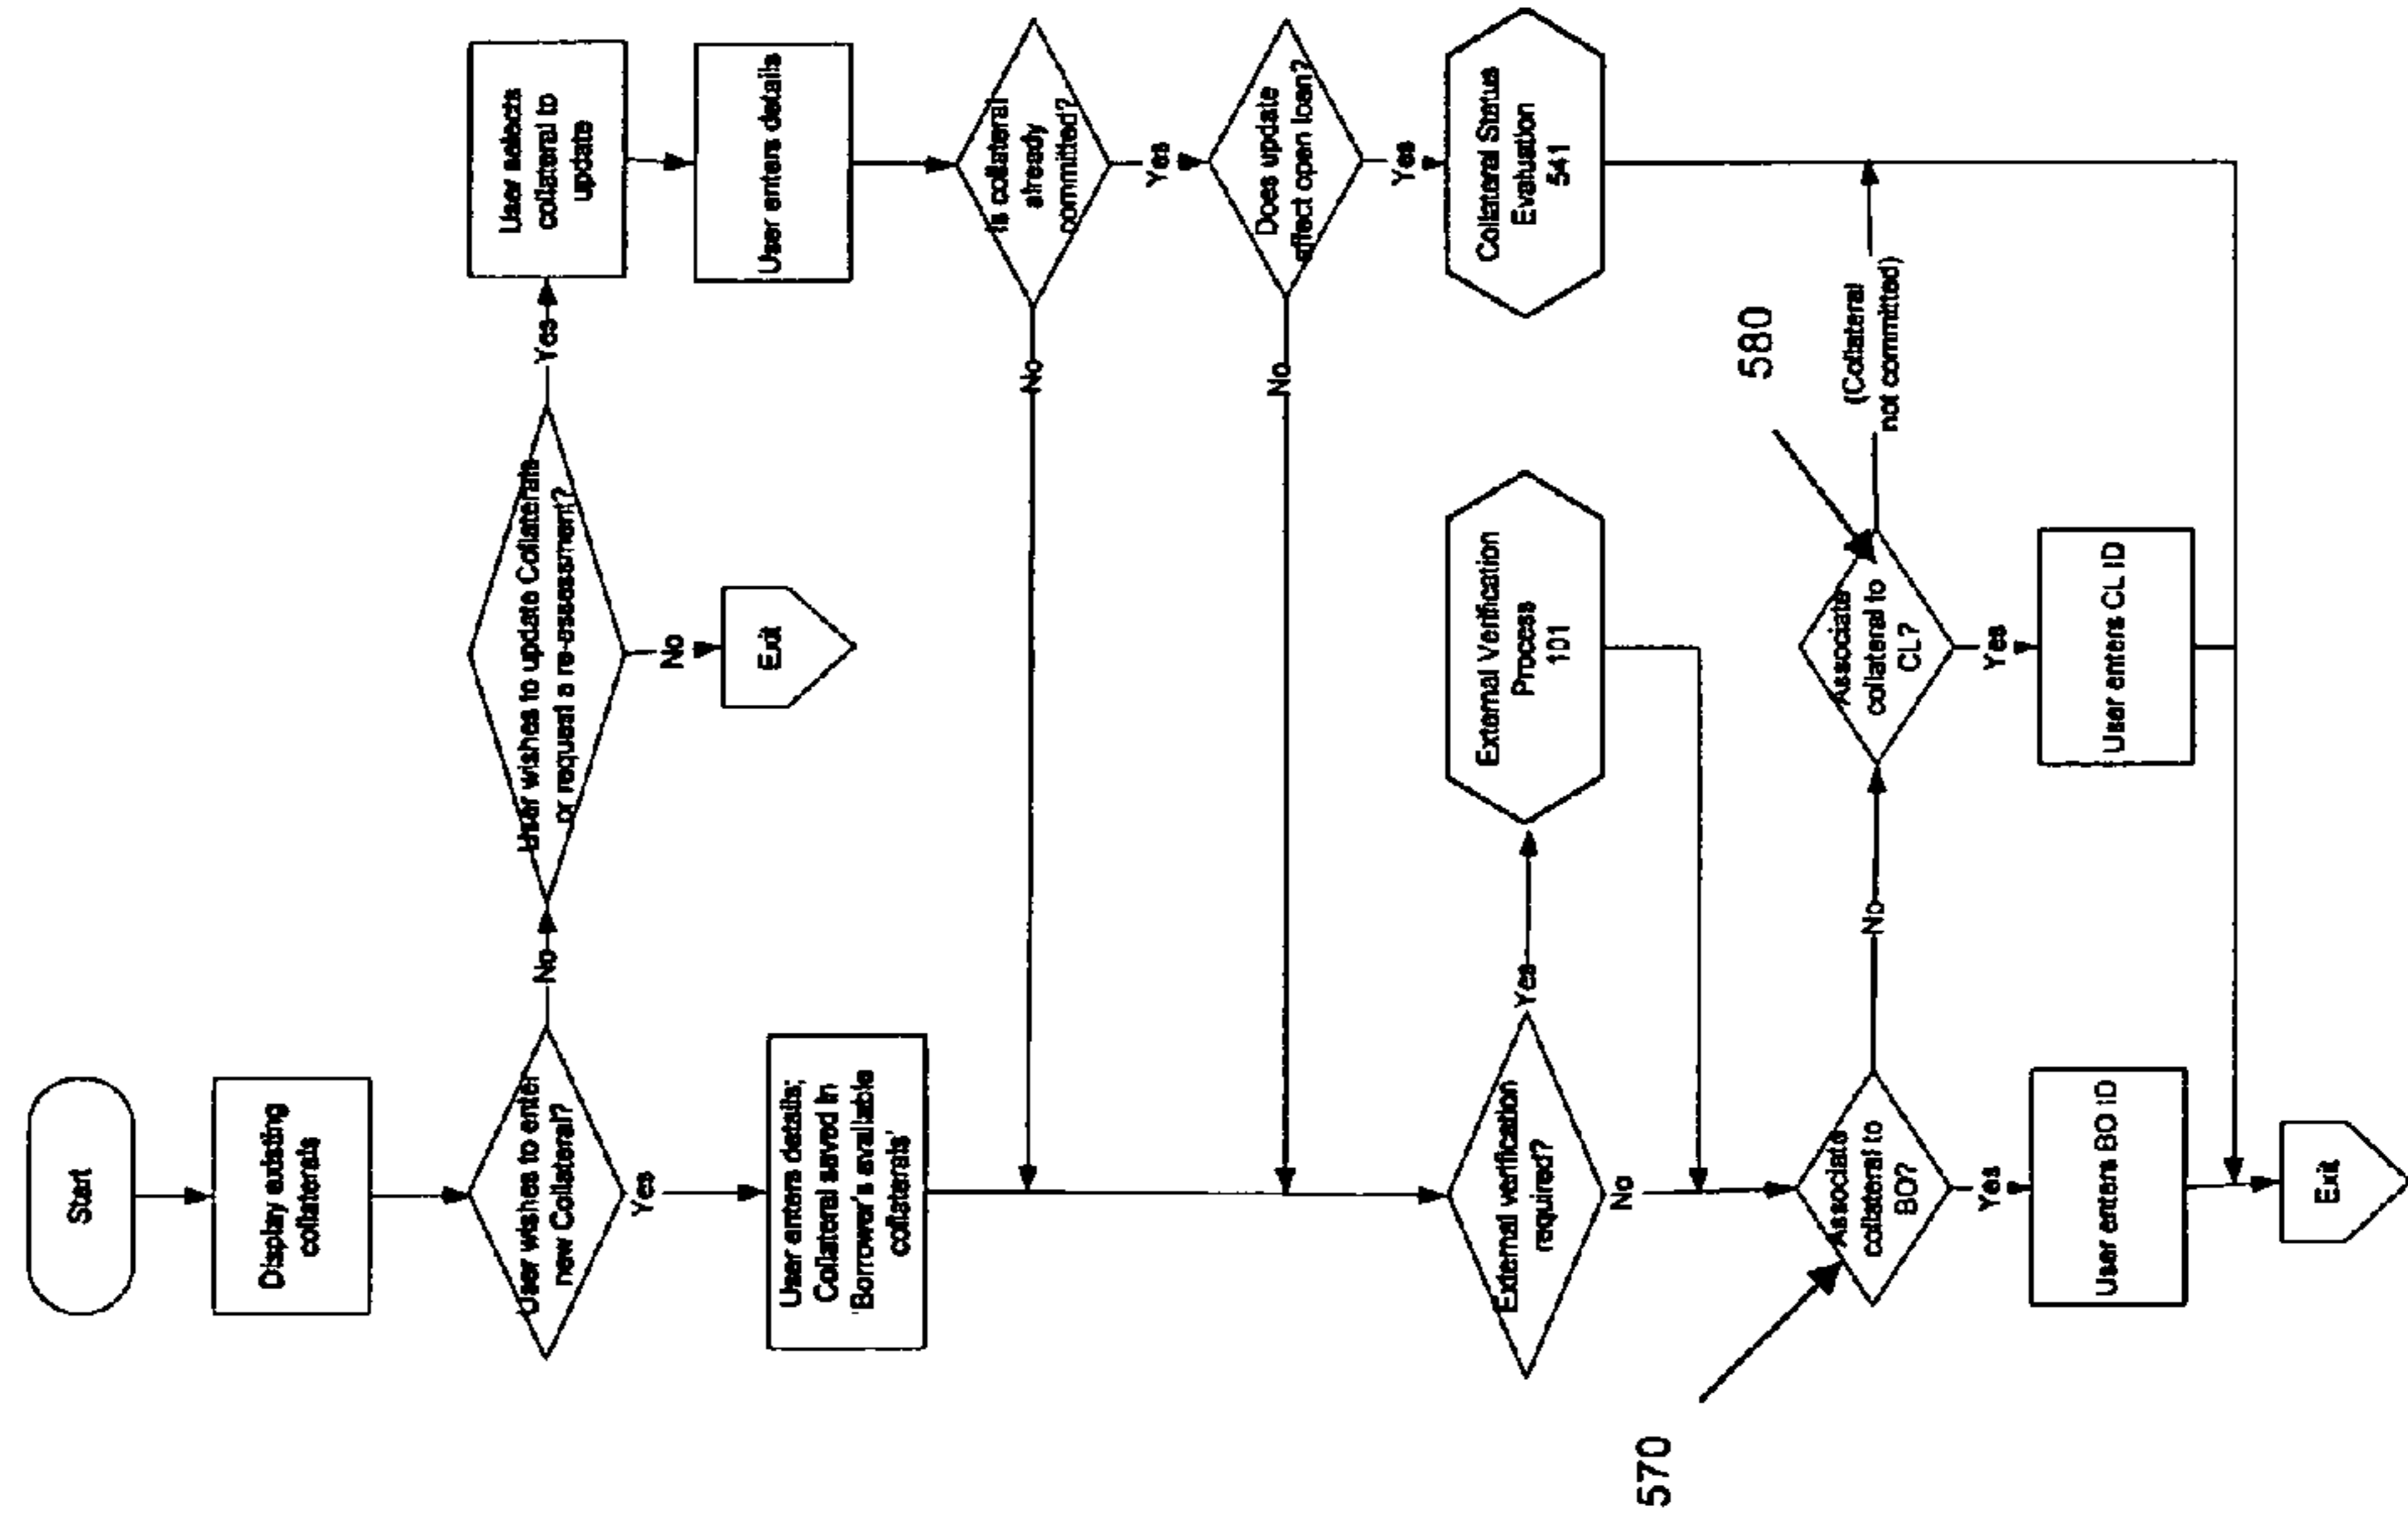 Start
Display existing
collaterals
User wishes to enter
new Collateral?
No
User wishes to update Collaterals
or request a re-essessment?
Yes
User selects
collateral to
update
Yes
No
Exit
User enters details
User enters details;
Collateral saved in
'Borrower's available
collaterals'
Is collateral
already
committed?
No
Yes
Does update
effect open loan?
No
Yes
External verification
required?
Yes
External Verification
Process
101
Collateral Status
Evaluation
541
No
570
Associate
collateral to
BO?
No
580
Associate
collateral to
CL?
(Collateral
not committed)
Yes
User enters BO ID
Yes
User enters CL ID
Exit